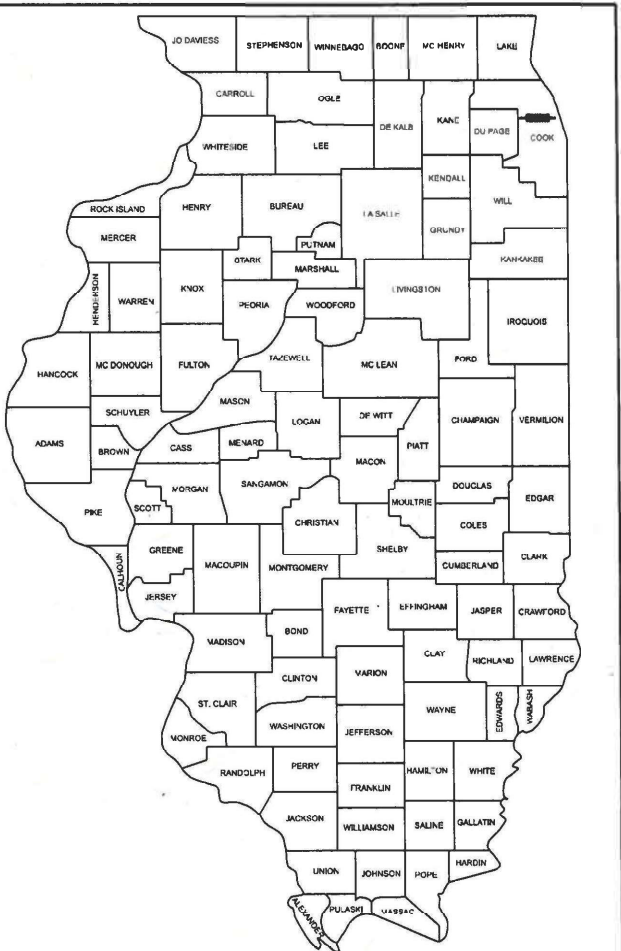 JO DAVIESS STEPHENSON WINNEBAGO BOONE MC HENRY LAKE
CARROLL OGLE
DE KALB KANE DU PAGE COOK
WHITESIDE LEE
KENDALL
WILL
ROCK ISLAND HENRY BUREAU LA SALLE
GRUNDY
MERCER PUTNAM
STARK MARSHALL KANKAKEE
HENDERSON WARREN KNOX PEORIA WOODFORD LIVINGSTON
IROQUOIS
HANCOCK MC DONOUGH FULTON TAZEWELL MC LEAN FORD
MASON
SCHUYLER LOGAN DE WITT CHAMPAIGN VERMILION
ADAMS BROWN CASS MENARD PIATT
MACON
MORGAN SANGAMON DOUGLAS
PIKE SCOTT MOULTRIE EDGAR
CHRISTIAN COLES
GREENE SHELBY
CALHOUN MACOUPIN MONTGOMERY CUMBERLAND CLARK
JERSEY
FAYETTE EFFINGHAM JASPER CRAWFORD
MADISON BOND
CLAY RICHLAND LAWRENCE
CLINTON MARION
ST. CLAIR WAYNE EDWARDS WABASH
WASHINGTON JEFFERSON
MONROE
RANDOLPH PERRY HAMILTON WHITE
FRANKLIN
JACKSON WILLIAMSON SALINE GALLATIN
UNION JOHNSON POPE HARDIN
ALEXANDER PULASKI MASSAC